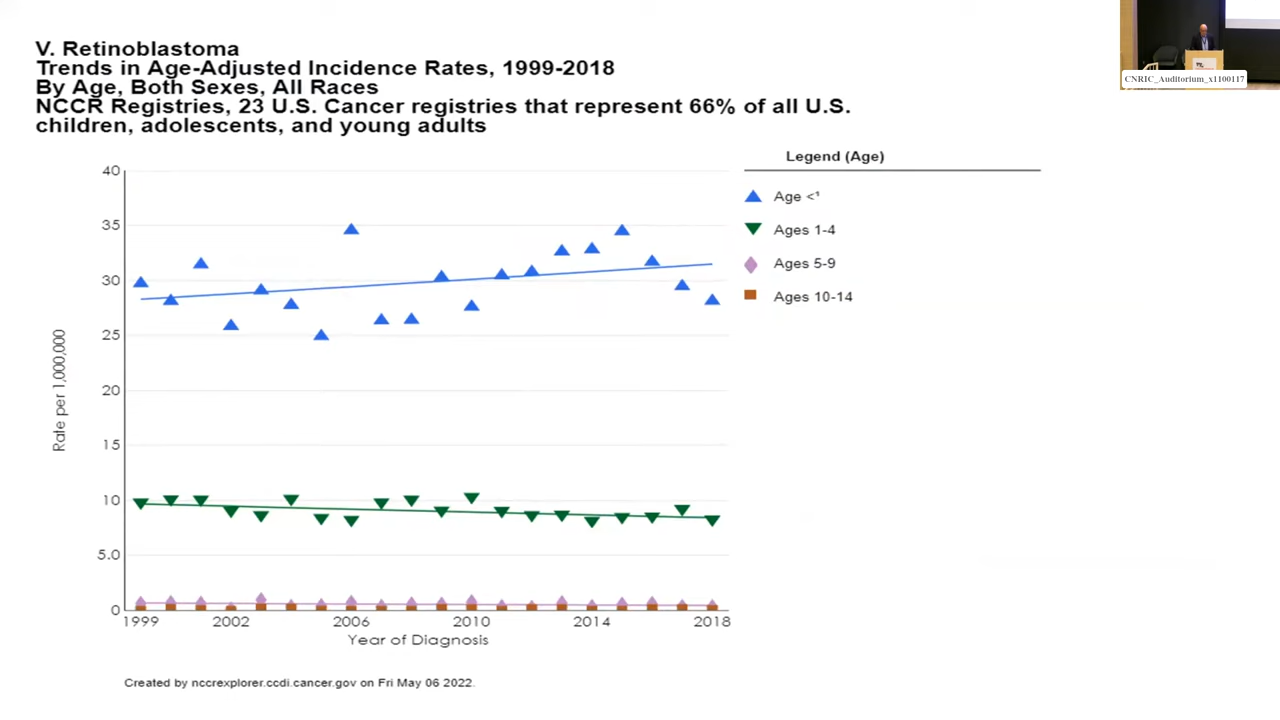 V. Retinoblastoma
Trends in Age-Adjusted Incidence Rates, 1999-2018
By Age, Both Sexes, All Races
NCCR Registries, 23 U.S. Cancer registries that represent 66% of all U.S.
children, adolescents, and young adults
CNRIC_Auditorium_x1100117
Legend (Age)
Age <¹
Ages 1-4
Ages 5-9
Ages 10-14
Rate per 1,000,000
40
35
30
25
20
15
10
5.0
0
1999 2002 2006 2010 2014 2018
Year of Diagnosis
Created by nccrexplorer.ccdi.cancer.gov on Fri May 06 2022.